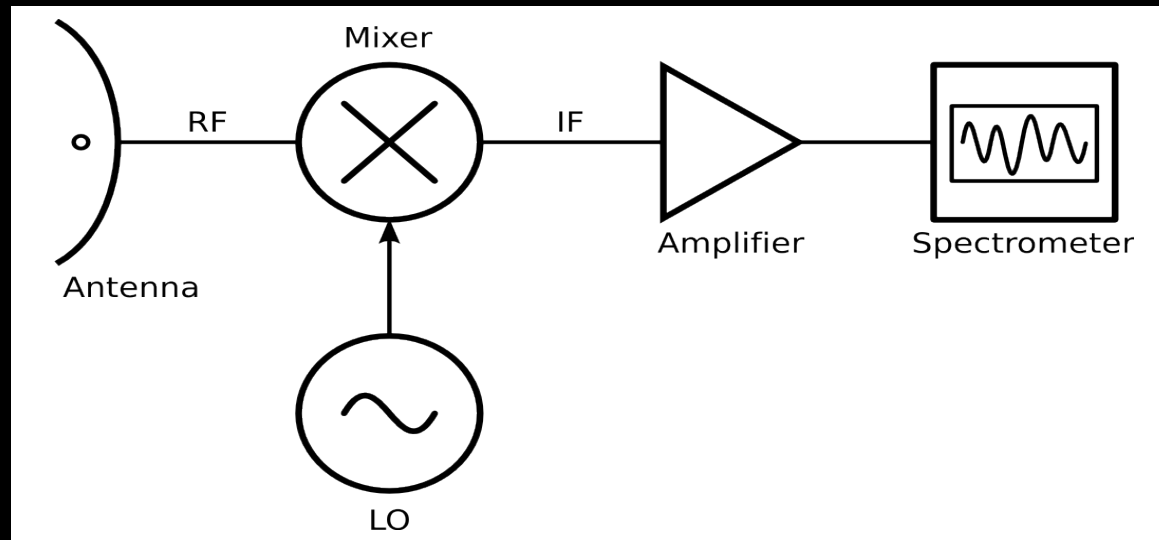 Mixer
RF
IF
Amplifier
Spectrometer
Antenna
LO